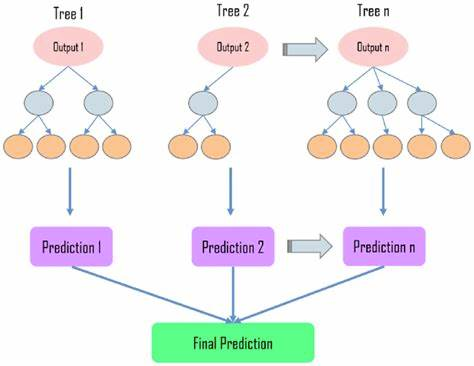 Tree 1
Tree 2
Tree n
Output 1
Output 2
Output n
Prediction 1
Prediction 2
Prediction n
Final Prediction